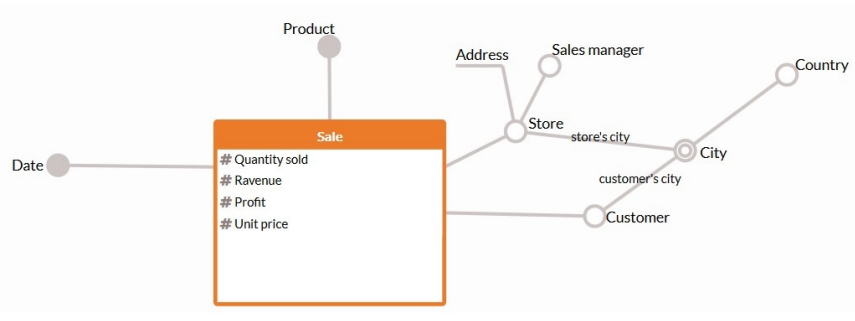 Product
Address
Sales manager
Country
Store
store's city
City
Sale
Date
# Quantity sold
# Ravenue
# Profit
# Unit price
customer's city
Customer